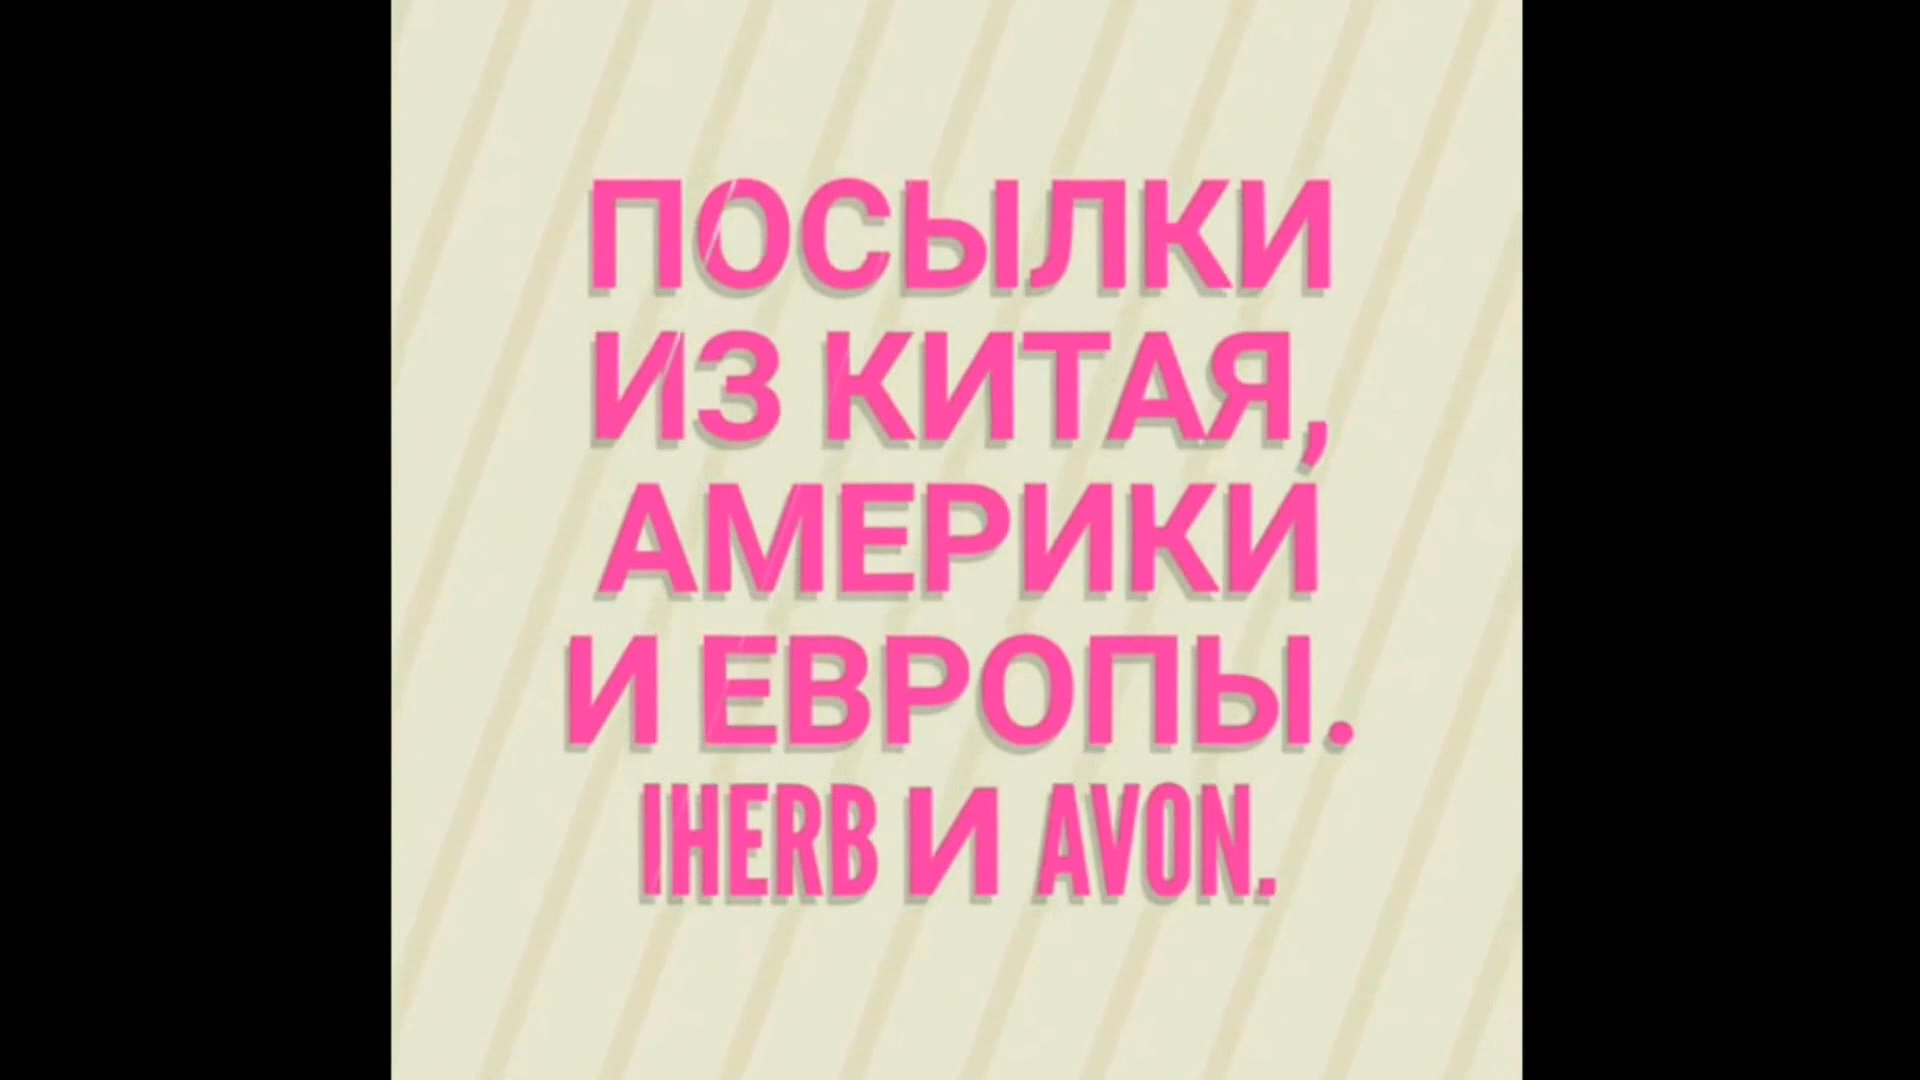 ПОСЫЛКИ
ИЗ КИТАЯ,
АМЕРИКИ
И ЕВРОПЫ.
IHERB И AVON.